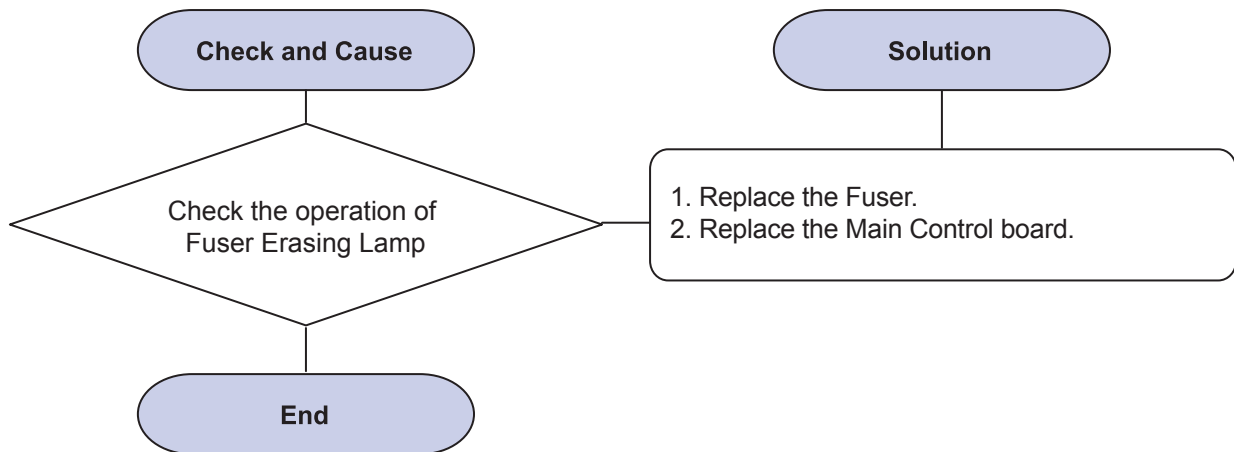 Check and Cause
Solution
Check the operation of
Fuser Erasing Lamp
1. Replace the Fuser.
2. Replace the Main Control board.
End